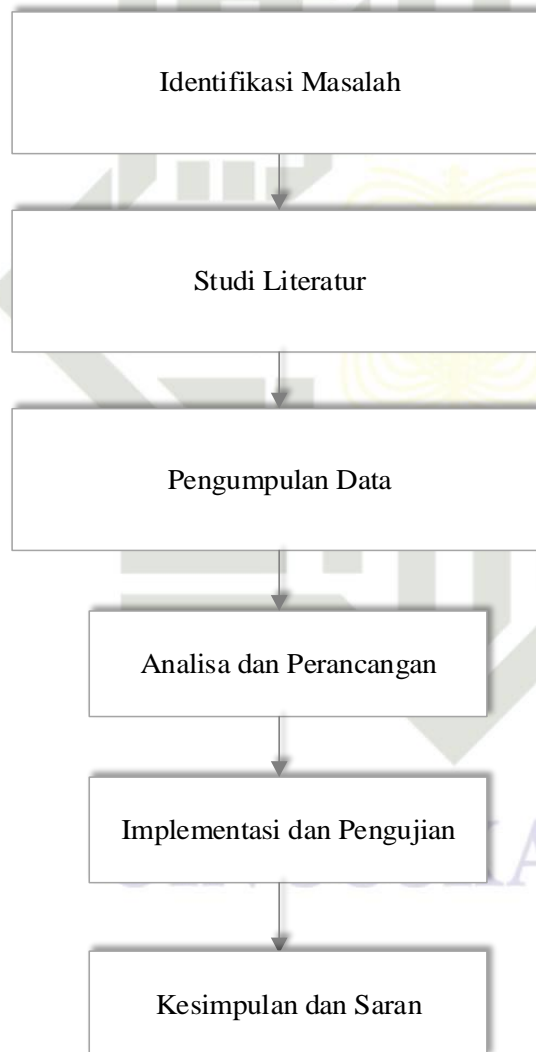 Identifikasi Masalah
Studi Literatur
Pengumpulan Data
Analisa dan Perancangan
Implementasi dan Pengujian
Kesimpulan dan Saran